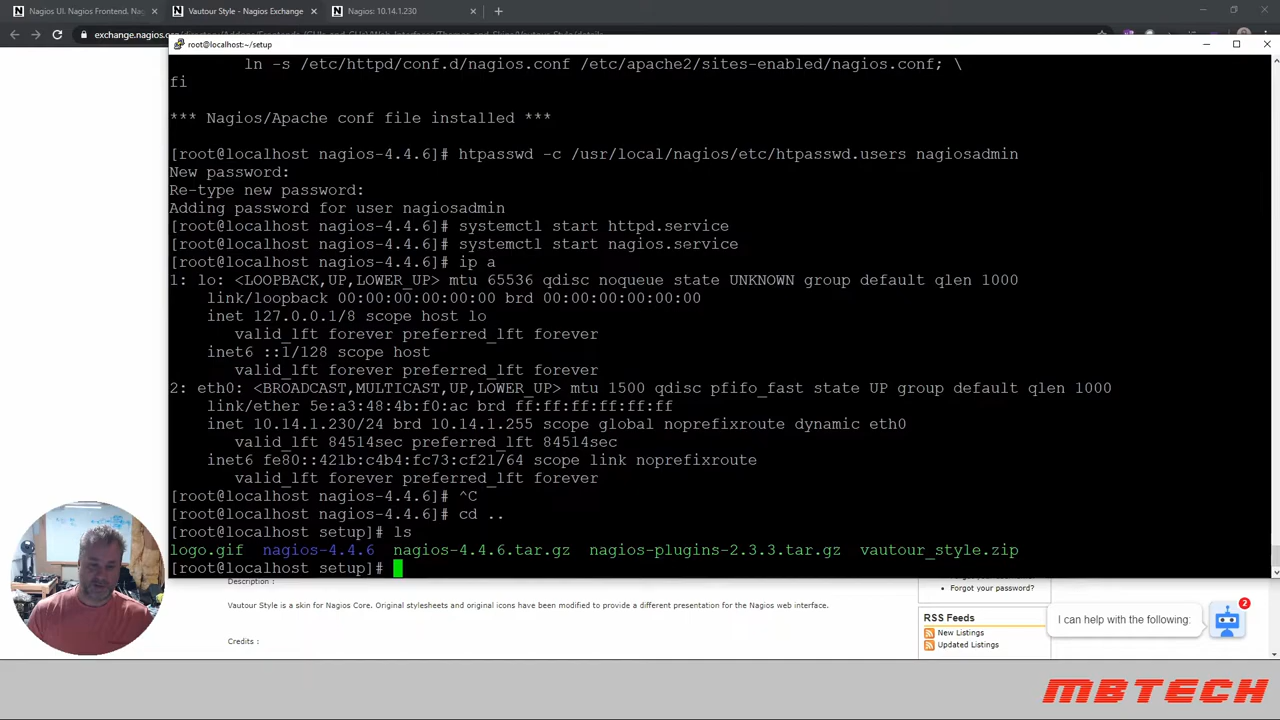 Nagios UI. Nagios Frontend. Nag
Vautour Style - Nagios Exchange
Nagios: 10.14.1.230
exchange.nagios.org/directory/Addons/Frontends
root@localhost:~/setup
ln -s /etc/httpd/conf.d/nagios.conf /etc/apache2/sites-enabled/nagios.conf; \
fi
*** Nagios/Apache conf file installed ***
[root@localhost nagios-4.4.6]# htpasswd -c /usr/local/nagios/etc/htpasswd.users nagiosadmin
New password:
Re-type new password:
Adding password for user nagiosadmin
[root@localhost nagios-4.4.6]# systemctl start httpd.service
[root@localhost nagios-4.4.6]# systemctl start nagios.service
[root@localhost nagios-4.4.6]# ip a
1: lo: <LOOPBACK,UP,LOWER_UP> mtu 65536 qdisc noqueue state UNKNOWN group default qlen 1000
link/loopback 00:00:00:00:00:00 brd 00:00:00:00:00:00
inet 127.0.0.1/8 scope host lo
valid_lft forever preferred_lft forever
inet6 ::1/128 scope host
valid_lft forever preferred_lft forever
2: eth0: <BROADCAST,MULTICAST,UP,LOWER_UP> mtu 1500 qdisc pfifo_fast state UP group default qlen 1000
link/ether 5e:a3:48:4b:f0:ac brd ff:ff:ff:ff:ff:ff
inet 10.14.1.230/24 brd 10.14.1.255 scope global noprefixroute dynamic eth0
valid_lft 84514sec preferred_lft 84514sec
inet6 fe80::421b:c4b4:fc73:cf21/64 scope link noprefixroute
valid_lft forever preferred_lft forever
[root@localhost nagios-4.4.6]# ^C
[root@localhost nagios-4.4.6]# cd ..
[root@localhost setup]# ls
logo.gif nagios-4.4.6 nagios-4.4.6.tar.gz nagios-plugins-2.3.3.tar.gz vautour_style.zip
[root@localhost setup]#
Description :
Forgot your password?
Vautour Style is a skin for Nagios Core. Original stylesheets and original icons have been modified to provide a different presentation for the Nagios web interface.
RSS Feeds
I can help with the following:
2
New Listings
Credits :
Updated Listings
MBTECH